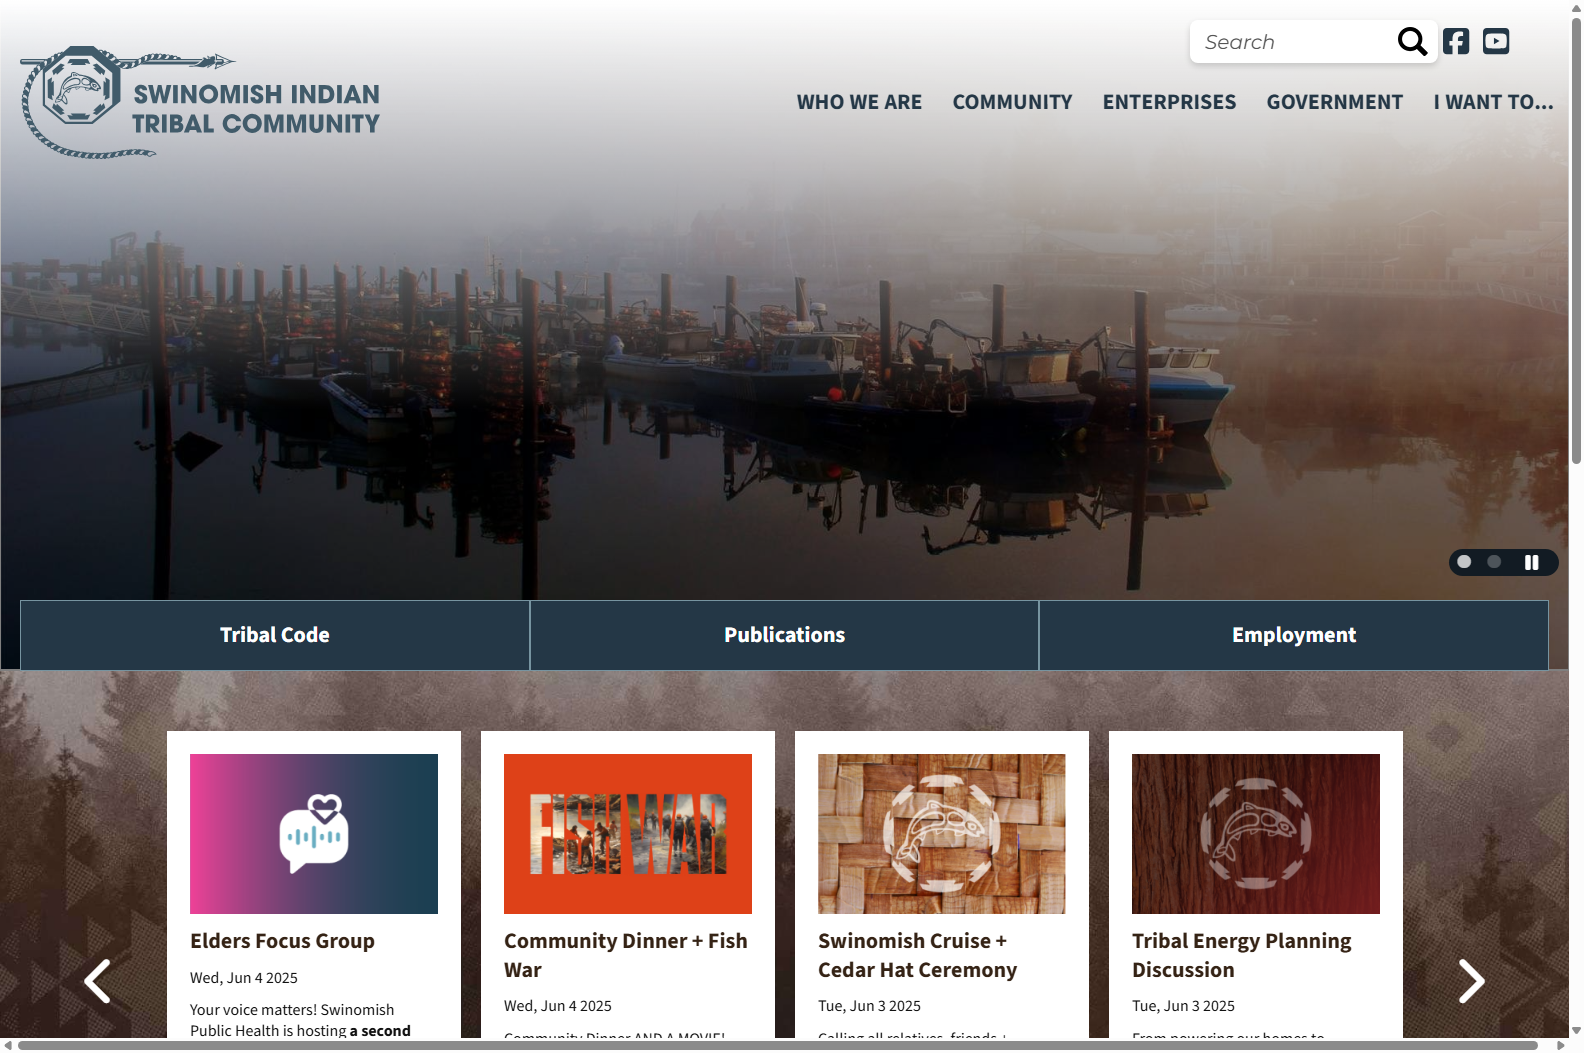 Search
SWINOMISH INDIAN
TRIBAL COMMUNITY
WHO WE ARE
COMMUNITY
ENTERPRISES
GOVERNMENT
I WANT TO...
Tribal Code
Publications
Employment
FISH WAR
Elders Focus Group
Wed, Jun 4 2025
Your voice matters! Swinomish
Public Health is hosting a second
Community Dinner + Fish
War
Wed, Jun 4 2025
Community Dinner AND A MOVIE!
Swinomish Cruise +
Cedar Hat Ceremony
Tue, Jun 3 2025
Calling all relatives, friends +
Tribal Energy Planning
Discussion
Tue, Jun 3 2025
From powering our homes to